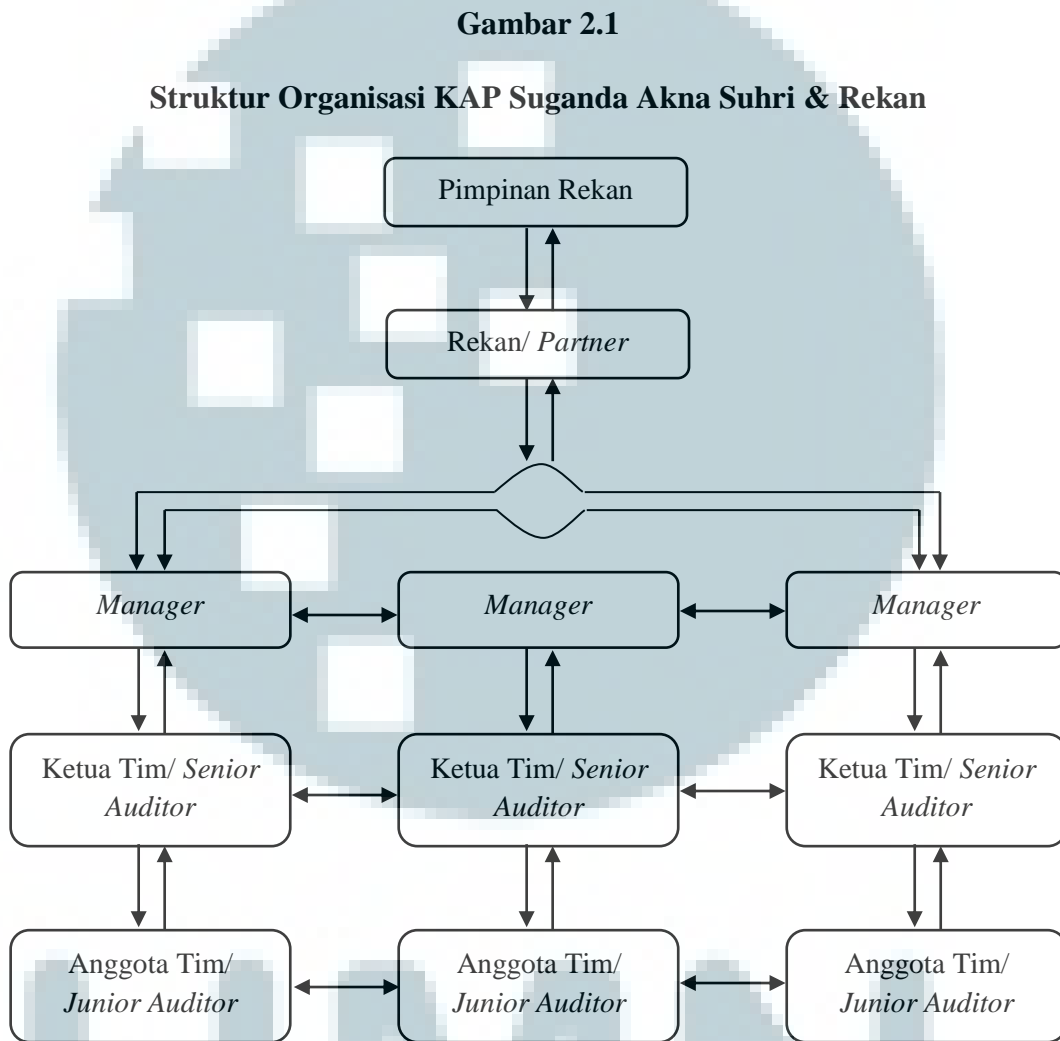 Gambar 2.1
Struktur Organisasi KAP Suganda Akna Suhri & Rekan
Pimpinan Rekan
Rekan/ Partner
Manager
Manager
Manager
Ketua Tim/ Senior
Auditor
Ketua Tim/ Senior
Auditor
Ketua Tim/ Senior
Auditor
Anggota Tim/
Junior Auditor
Anggota Tim/
Junior Auditor
Anggota Tim/
Junior Auditor